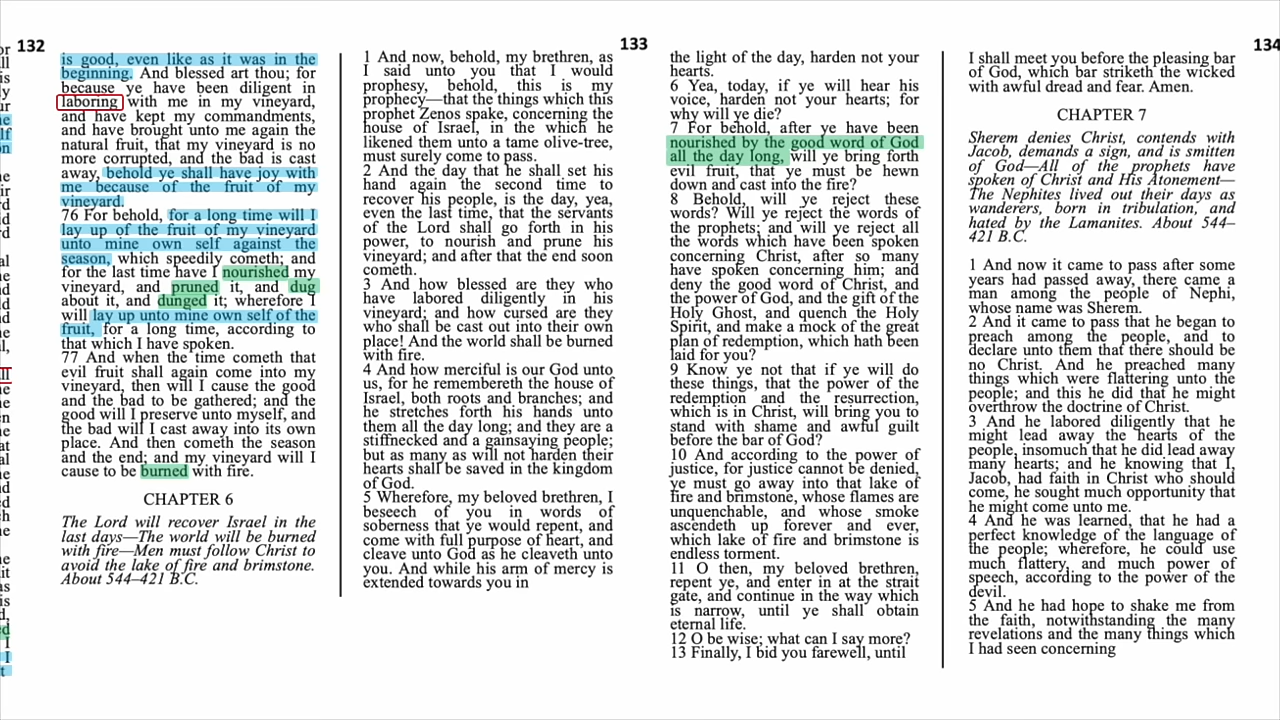 132
is good, even like as it was in the
beginning. And blessed art thou; for
because ye have been diligent in
laboring with me in my vineyard,
and have kept my commandments,
and have brought unto me again the
natural fruit, that my vineyard is no
more corrupted, and the bad is cast
away, behold ye shall have joy with
me because of the fruit of my
vineyard.
76 For behold, for a long time will I
lay up of the fruit of my vineyard
unto mine own self against the
season, which speedily cometh; and
for the last time have I nourished my
vineyard, and pruned it, and dug
about it, and dunged it; wherefore I
will lay up unto mine own self of the
fruit, for a long time, according to
that which I have spoken.
77 And when the time cometh that
evil fruit shall again come into my
vineyard, then will I cause the good
and the bad to be gathered; and the
good will I preserve unto myself, and
the bad will I cast away into its own
place. And then cometh the season
and the end; and my vineyard will I
cause to be burned with fire.
CHAPTER 6
The Lord will recover Israel in the
last days—The world will be burned
with fire—Men must follow Christ to
avoid the lake of fire and brimstone.
About 544–421 B.C.
1 And now, behold, my brethren, as
I said unto you that I would
prophesy, behold, this is my
prophecy—that the things which this
prophet Zenos spake, concerning the
house of Israel, in the which he
likened them unto a tame olive-tree,
must surely come to pass.
2 And the day that he shall set his
hand again the second time to
recover his people, is the day, yea,
even the last time, that the servants
of the Lord shall go forth in his
power, to nourish and prune his
vineyard; and after that the end soon
cometh.
3 And how blessed are they who
have labored diligently in his
vineyard; and how cursed are they
who shall be cast out into their own
place! And the world shall be burned
with fire.
4 And how merciful is our God unto
us, for he remembereth the house of
Israel, both roots and branches; and
he stretches forth his hands unto
them all the day long; and they are a
stiffnecked and a gainsaying people;
but as many as will not harden their
hearts shall be saved in the kingdom
of God.
5 Wherefore, my beloved brethren, I
beseech of you in words of
soberness that ye would repent, and
come with full purpose of heart, and
cleave unto God as he cleaveth unto
you. And while his arm of mercy is
extended towards you in
133
the light of the day, harden not your
hearts.
6 Yea, today, if ye will hear his
voice, harden not your hearts; for
why will ye die?
7 For behold, after ye have been
nourished by the good word of God
all the day long, will ye bring forth
evil fruit, that ye must be hewn
down and cast into the fire?
8 Behold, will ye reject these
words? Will ye reject the words of
the prophets; and will ye reject all
the words which have been spoken
concerning Christ, after so many
have spoken concerning him; and
deny the good word of Christ, and
the power of God, and the gift of the
Holy Ghost, and quench the Holy
Spirit, and make a mock of the great
plan of redemption, which hath been
laid for you?
9 Know ye not that if ye will do
these things, that the power of the
redemption and the resurrection,
which is in Christ, will bring you to
stand with shame and awful guilt
before the bar of God?
10 And according to the power of
justice, for justice cannot be denied,
ye must go away into that lake of
fire and brimstone, whose flames are
unquenchable, and whose smoke
ascendeth up forever and ever,
which lake of fire and brimstone is
endless torment.
11 O then, my beloved brethren,
repent ye, and enter in at the strait
gate, and continue in the way which
is narrow, until ye shall obtain
eternal life.
12 O be wise; what can I say more?
13 Finally, I bid you farewell, until
I shall meet you before the pleasing bar
of God, which bar striketh the wicked
with awful dread and fear. Amen.
CHAPTER 7
Sherem denies Christ, contends with
Jacob, demands a sign, and is smitten
of God—All of the prophets have
spoken of Christ and His Atonement—
The Nephites lived out their days as
wanderers, born in tribulation, and
hated by the Lamanites. About 544–
421 B.C.
1 And now it came to pass after some
years had passed away, there came a
man among the people of Nephi,
whose name was Sherem.
2 And it came to pass that he began to
preach among the people, and to
declare unto them that there should be
no Christ. And he preached many
things which were flattering unto the
people; and this he did that he might
overthrow the doctrine of Christ.
3 And he labored diligently that he
might lead away the hearts of the
people, insomuch that he did lead away
many hearts; and he knowing that I,
Jacob, had faith in Christ who should
come, he sought much opportunity that
he might come unto me.
4 And he was learned, that he had a
perfect knowledge of the language of
the people; wherefore, he could use
much flattery, and much power of
speech, according to the power of the
devil.
5 And he had hope to shake me from
the faith, notwithstanding the many
revelations and the many things which
I had seen concerning
134